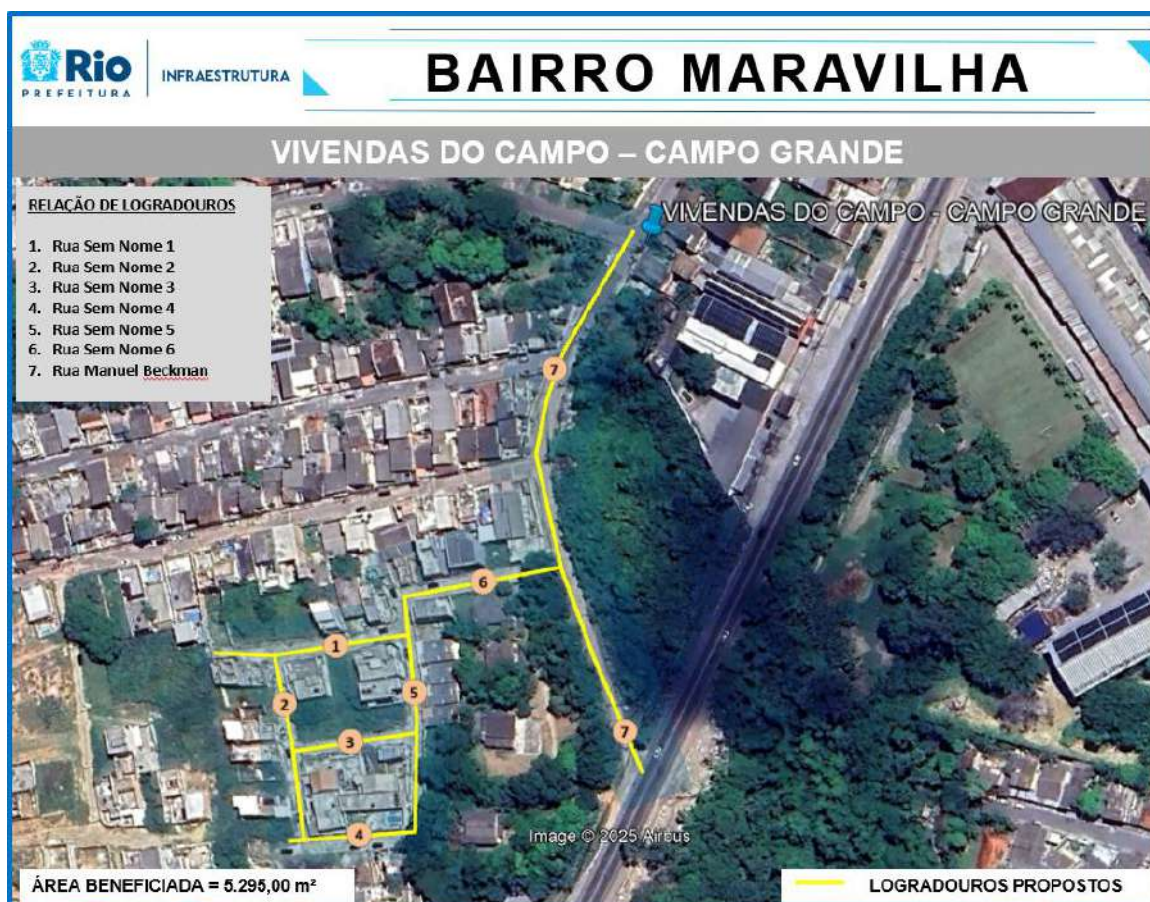 Rio
PREFEITURA
INFRAESTRUTURA
BAIRRO MARAVILHA
VIVENDAS DO CAMPO – CAMPO GRANDE
RELAÇÃO DE LOGRADOUROS
1. Rua Sem Nome 1
2. Rua Sem Nome 2
3. Rua Sem Nome 3
4. Rua Sem Nome 4
5. Rua Sem Nome 5
6. Rua Sem Nome 6
7. Rua Manuel Beckman
VIVENDAS DO CAMPO - CAMPO GRANDE
7
6
1
5
2
3
7
4
Image © 2025 Airbus
ÁREA BENEFICIADA = 5.295,00 m²
LOGRADOUROS PROPOSTOS